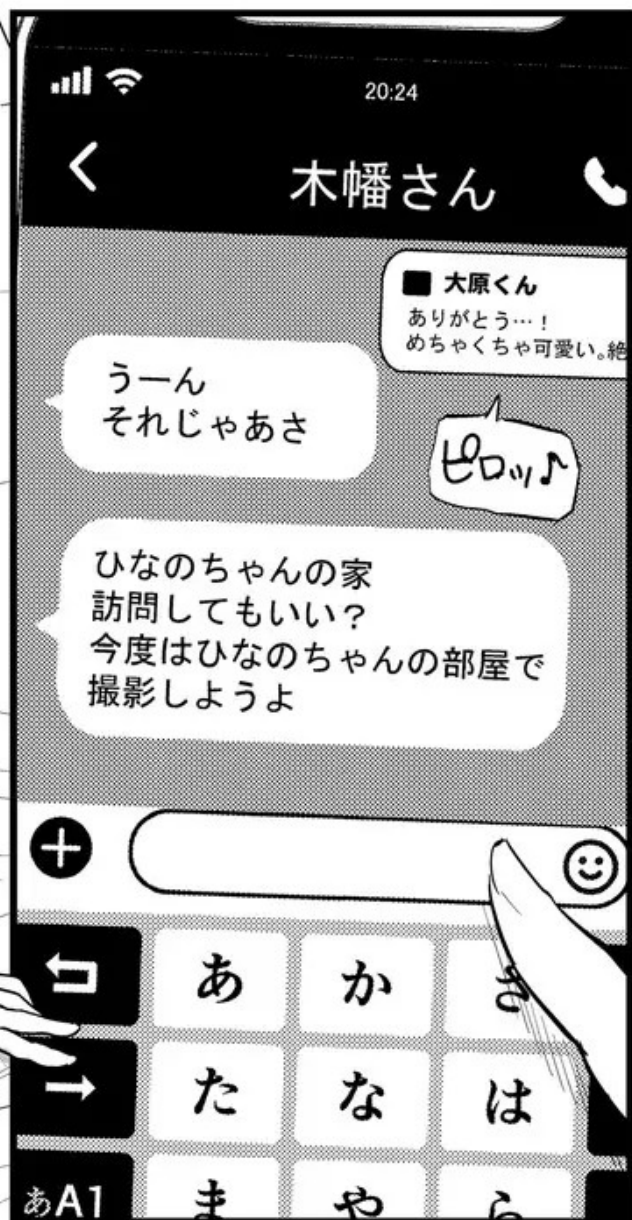 20:24
木幡さん
大原くん
ありがとう…！
めちゃくちゃ可愛い。絶
ピロッ♪
うーん
それじゃあさ
ひなのちゃんの家
訪問してもいい？
今度はひなのちゃんの部屋で
撮影しようよ
あ か さ
た な は
あA1 ま や ら